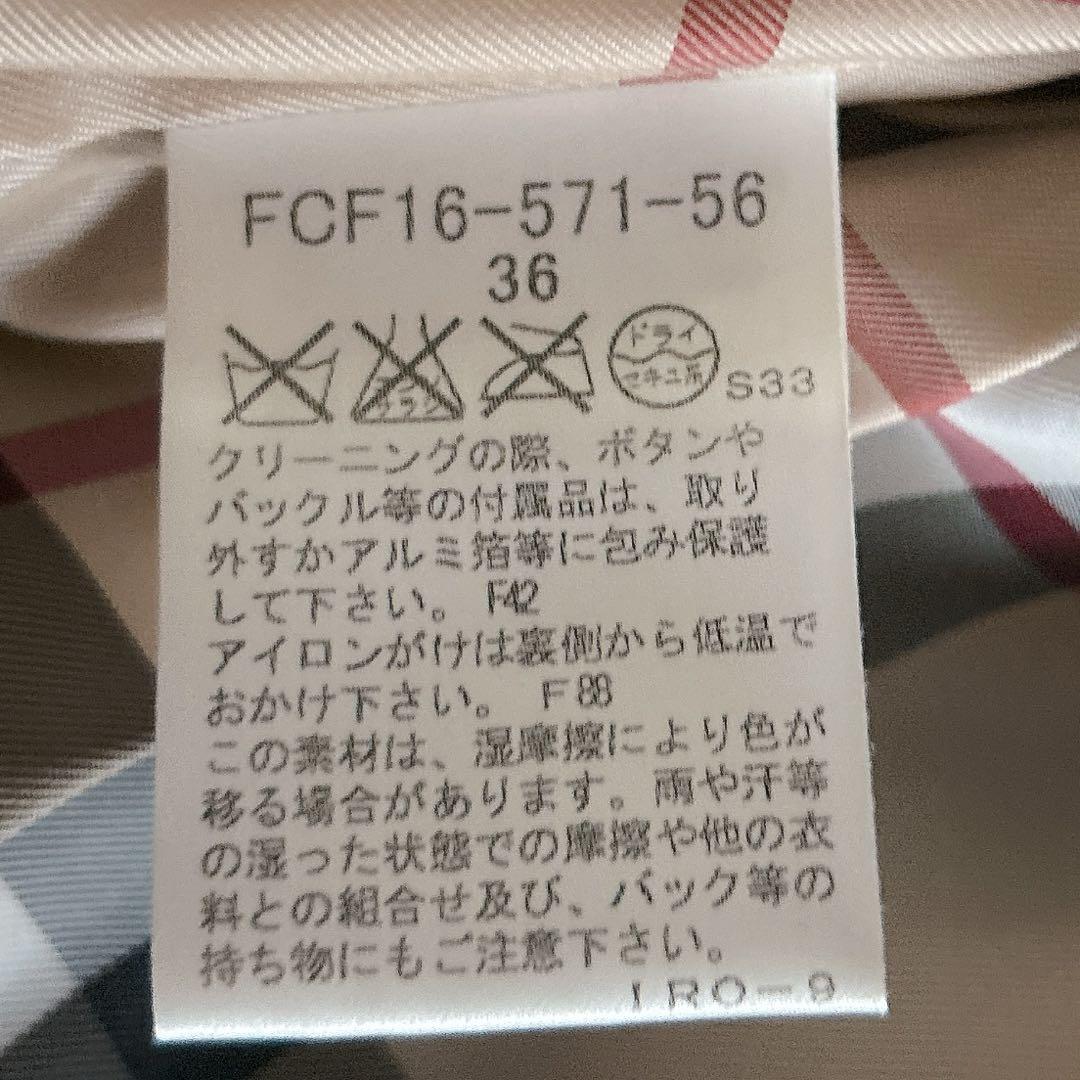 FCF16-571-56
36
エンソ
ドライ
セキユ系
S33
クリーニングの際、ボタンや
バックル等の付属品は、取り
外すかアルミ箔等に包み保護
して下さい。 F42
アイロンがけは裏側から低温で
おかけ下さい。 F88
この素材は、湿摩擦により色が
移る場合があります。雨や汗等
の湿った状態での摩擦や他の衣
料との組合せ及び、バック等の
持ち物にもご注意下さい。
IRO-9